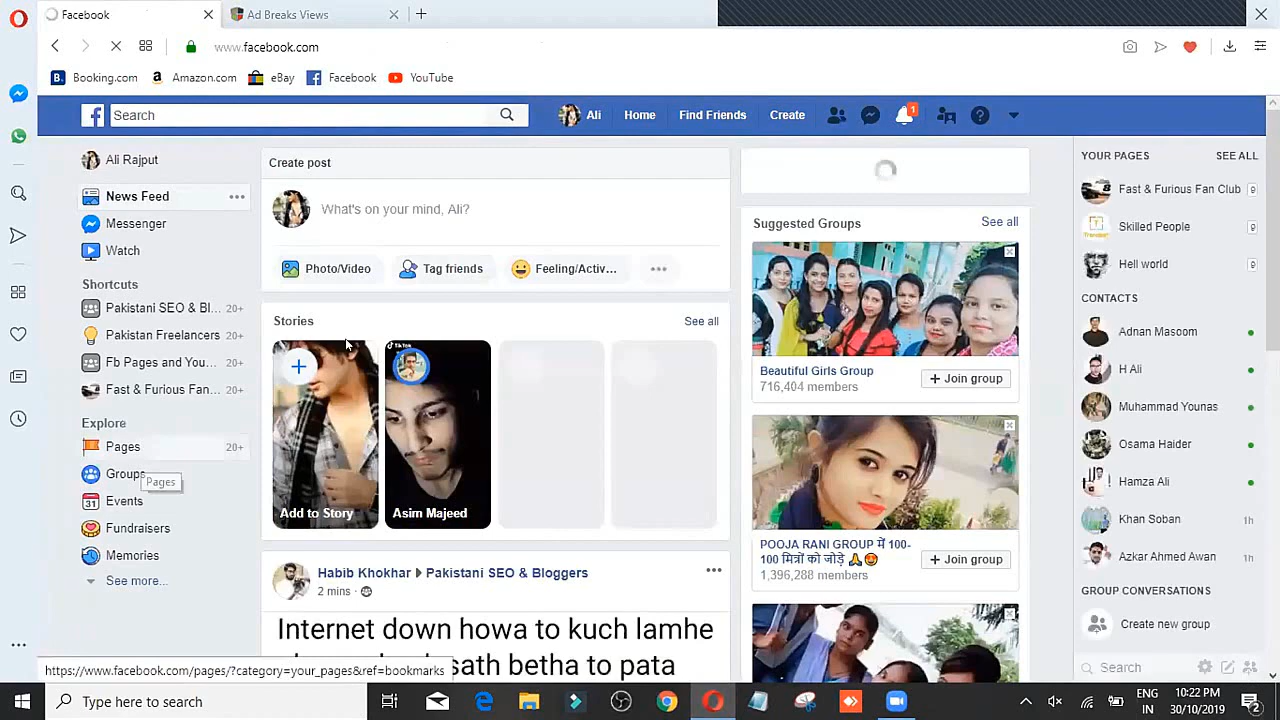 Facebook
Ad Breaks Views
www.facebook.com
Booking.com
Amazon.com
eBay
Facebook
YouTube
Search
Ali
Home
Find Friends
Create
1
Ali Rajput
News Feed
Messenger
Watch
Shortcuts
Pakistani SEO & Bl... 20+
Pakistan Freelancers 20+
Fb Pages and You... 20+
Fast & Furious Fan... 20+
Explore
Pages 20+
Groups
Pages
31 Events
Fundraisers
Memories
See more...
Create post
What's on your mind, Ali?
Photo/Video
Tag friends
Feeling/Activ...
Stories
See all
TikTok
Add to Story
Asim Majeed
Habib Khokhar Pakistani SEO & Bloggers
2 mins
Internet down howa to kuch lamhe
sath betha to pata
Suggested Groups
See all
Beautiful Girls Group
716,404 members
+ Join group
POOJA RANI GROUP में 100-
100 मित्रों को जोड़े 🙏😍
1,396,288 members
+ Join group
YOUR PAGES
SEE ALL
Fast & Furious Fan Club 9
Skilled People 9
Hell world 9
CONTACTS
Adnan Masoom
H Ali
Muhammad Younas
Osama Haider
Hamza Ali
Khan Soban 1h
Azkar Ahmed Awan 1h
GROUP CONVERSATIONS
Create new group
Search
https://www.facebook.com/pages/?category=your_pages&ref=bookmarks
Type here to search
ENG
IN
10:22 PM
30/10/2019
2